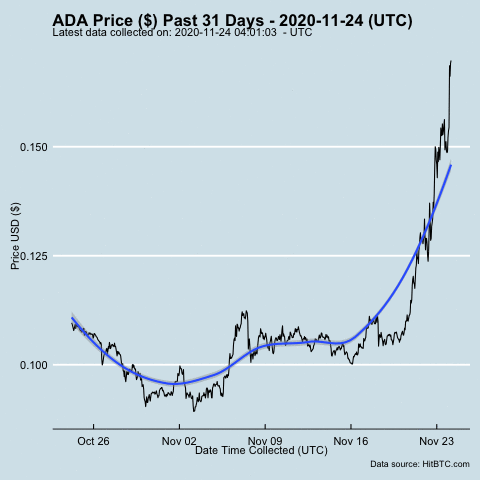 ADA Price ($) Past 31 Days - 2020-11-24 (UTC)
Latest data collected on: 2020-11-24 04:01:03  - UTC
0.150
0.125
0.100
Price USD ($)
Oct 26
Nov 02
Nov 09
Nov 16
Nov 23
Date Time Collected (UTC)
Data source: HitBTC.com